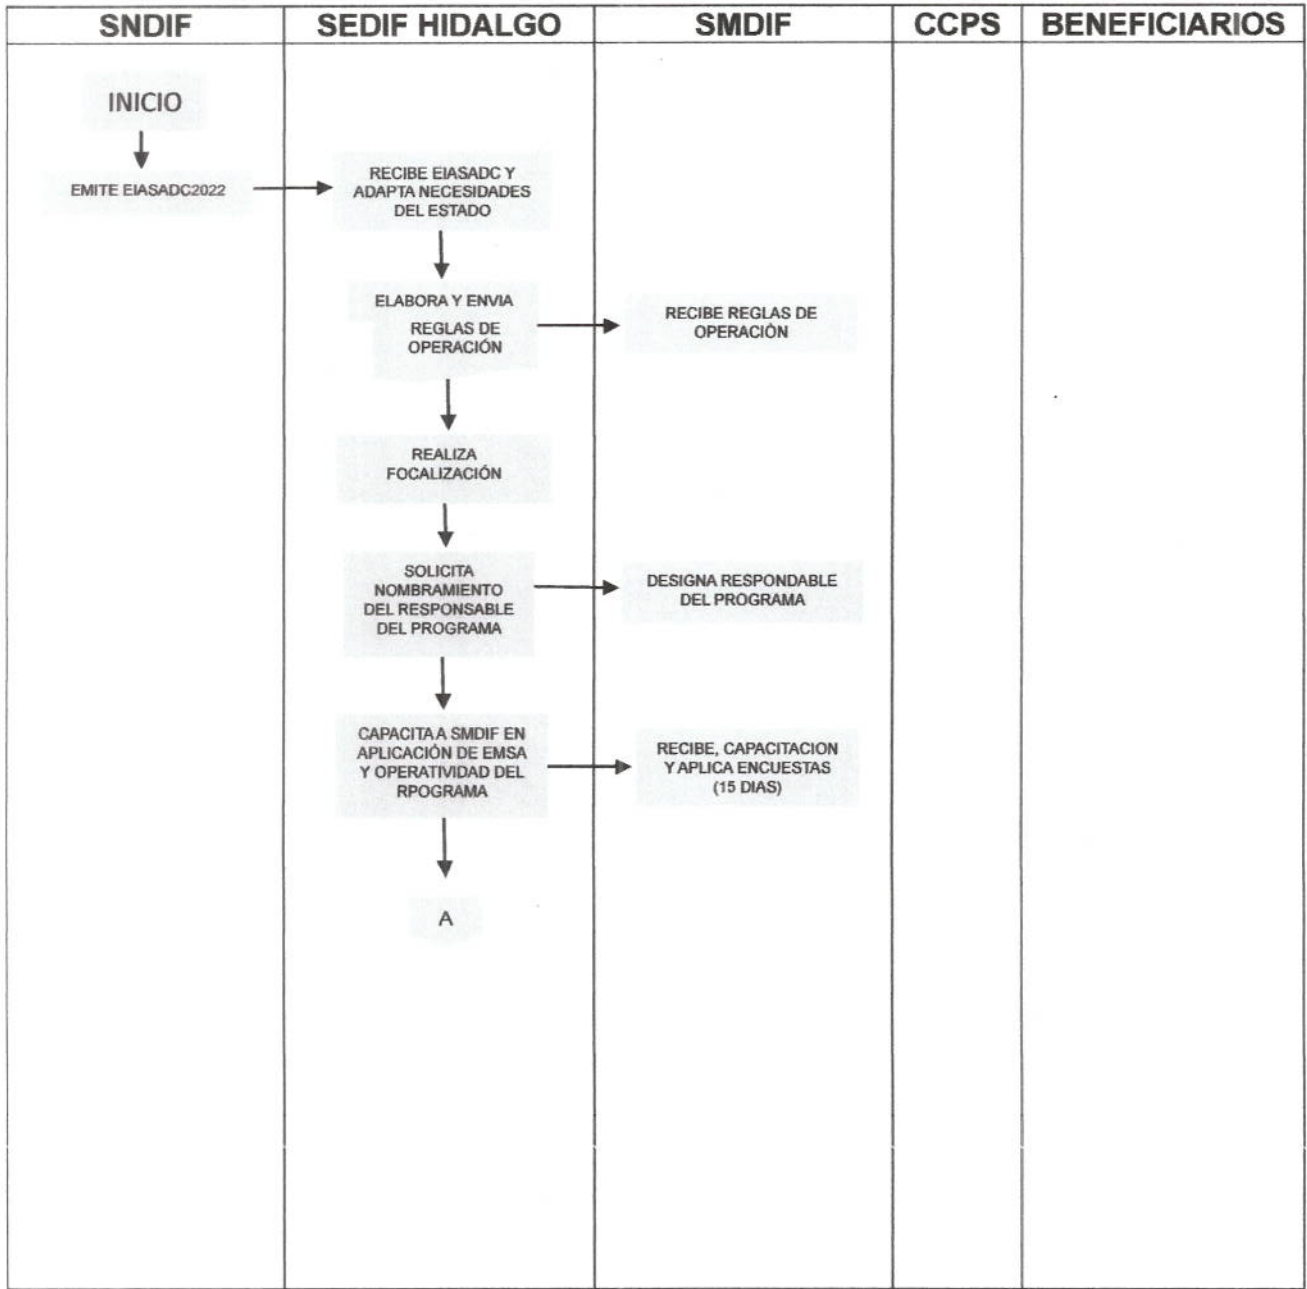 SNDIF
SEDIF HIDALGO
SMDIF
CCPS
BENEFICIARIOS
INICIO
EMITE EIASADC2022
RECIBE EIASADC Y
ADAPTA NECESIDADES
DEL ESTADO
ELABORA Y ENVIA
REGLAS DE
OPERACIÓN
RECIBE REGLAS DE
OPERACIÓN
REALIZA
FOCALIZACIÓN
SOLICITA
NOMBRAMIENTO
DEL RESPONSABLE
DEL PROGRAMA
DESIGNA RESPONDABLE
DEL PROGRAMA
CAPACITA A SMDIF EN
APLICACIÓN DE EMSA
Y OPERATIVIDAD DEL
RPOGRAMA
RECIBE, CAPACITACION
Y APLICA ENCUESTAS
(15 DIAS)
A